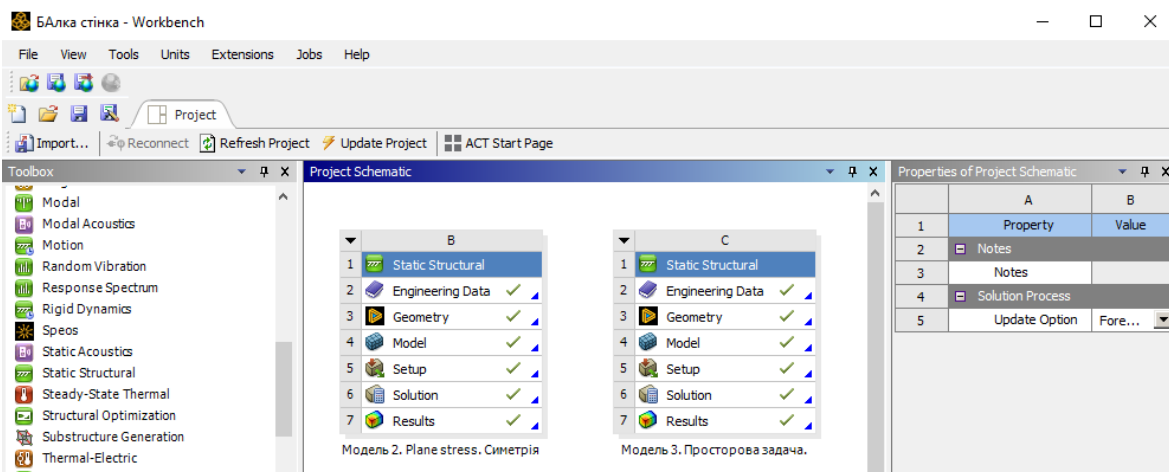 БАлка стінка - Workbench
File View Tools Units Extensions Jobs Help
Project
Import... Reconnect Refresh Project Update Project ACT Start Page
Toolbox
Modal
Modal Acoustics
Motion
Random Vibration
Response Spectrum
Rigid Dynamics
Speos
Static Acoustics
Static Structural
Steady-State Thermal
Structural Optimization
Substructure Generation
Thermal-Electric
Project Schematic
B
1 Static Structural
2 Engineering Data
3 Geometry
4 Model
5 Setup
6 Solution
7 Results
Модель 2. Plane stress. Симетрія
C
1 Static Structural
2 Engineering Data
3 Geometry
4 Model
5 Setup
6 Solution
7 Results
Модель 3. Просторова задача.
Properties of Project Schematic
A B
1 Property Value
2 Notes
3 Notes
4 Solution Process
5 Update Option Fore...